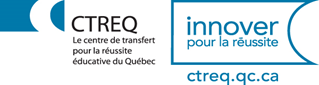 CTREQ
Le centre de transfert
pour la réussite
éducative du Québec
innover
pour la réussite
ctreq.qc.ca